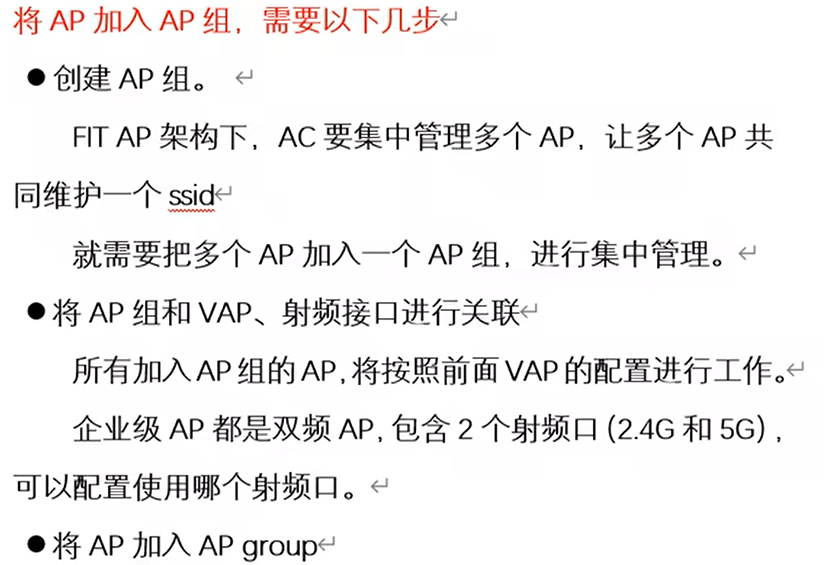 将 AP 加入 AP 组，需要以下几步↵
●创建 AP 组。 ↵
FIT AP 架构下，AC 要集中管理多个 AP，让多个 AP 共
同维护一个 ssid↵
就需要把多个 AP 加入一个 AP 组，进行集中管理。↵
●将 AP 组和 VAP、射频接口进行关联↵
所有加入 AP 组的 AP，将按照前面 VAP 的配置进行工作。↵
企业级 AP 都是双频 AP，包含 2 个射频口（2.4G 和 5G），
可以配置使用哪个射频口。↵
●将 AP 加入 AP group↵